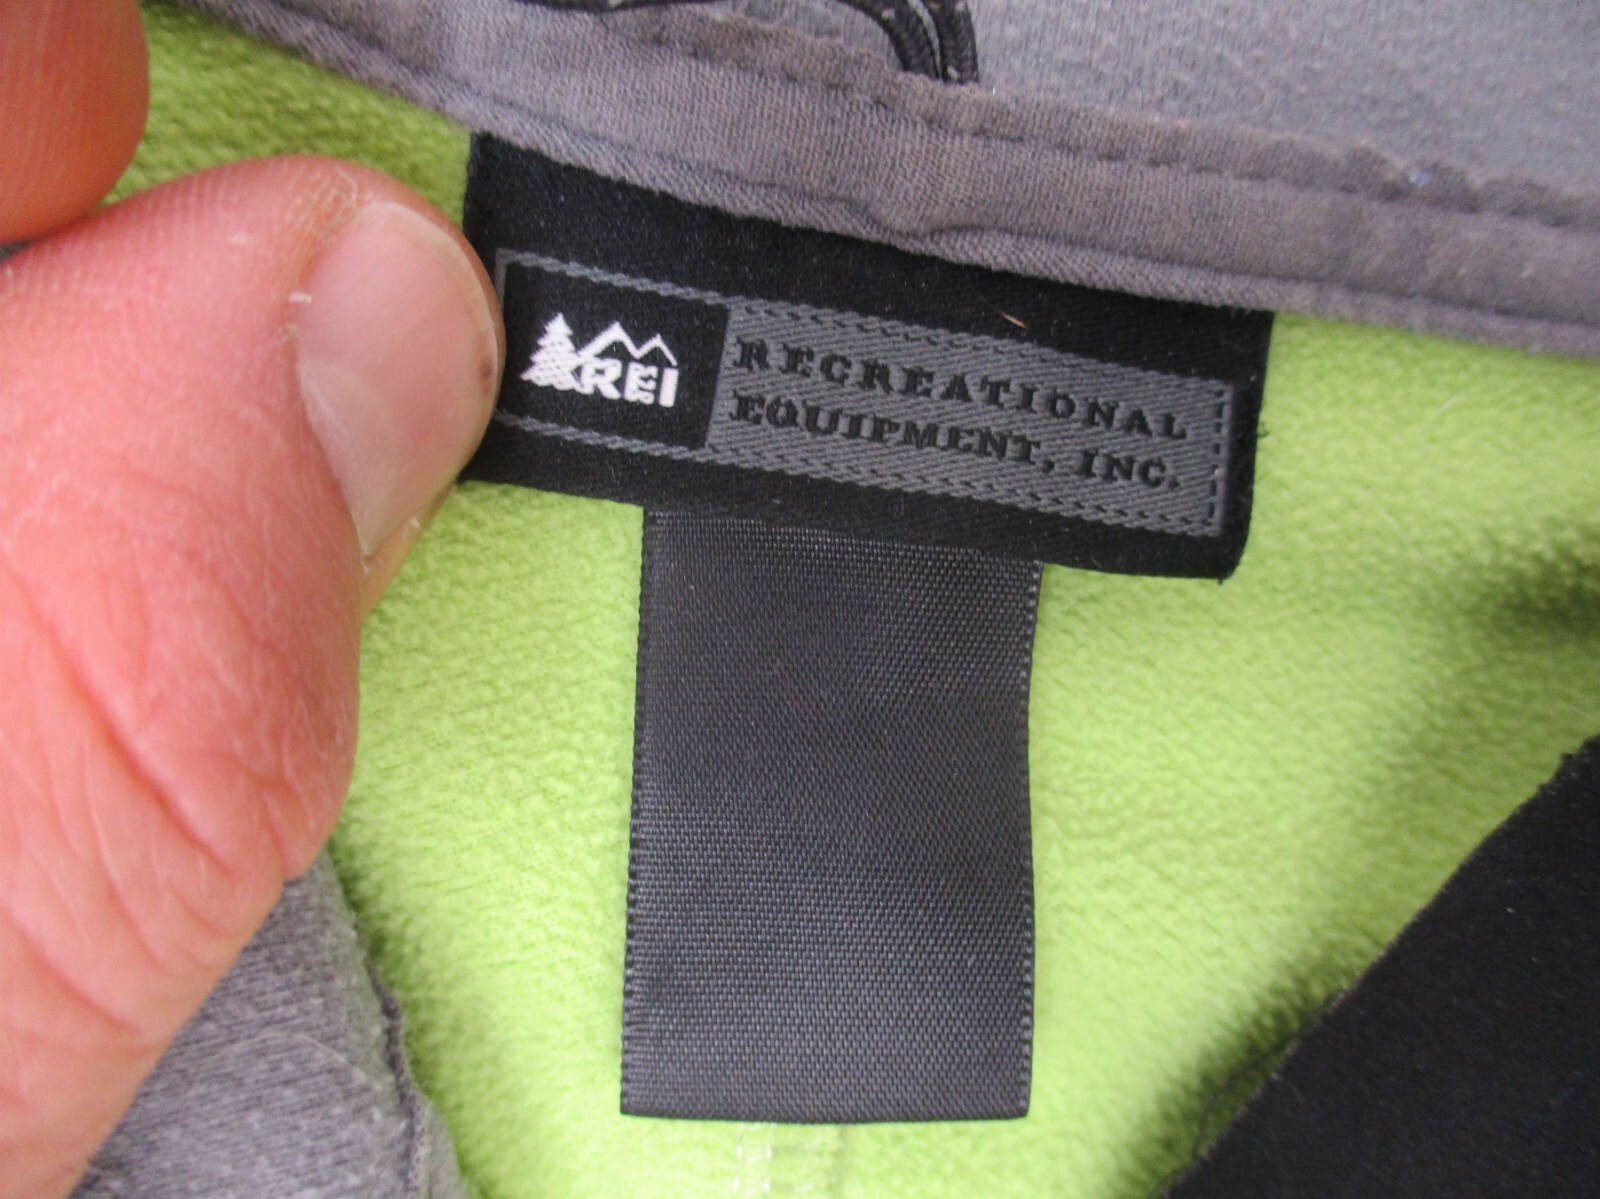 REI
RECREATIONAL
EQUIPMENT, INC.